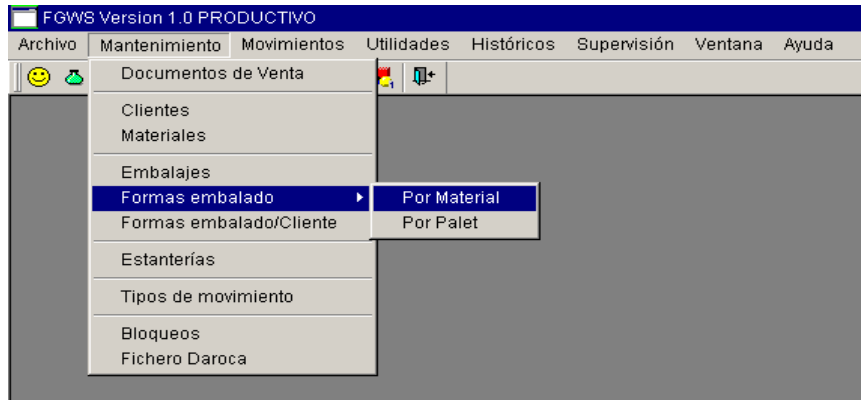 FGWS Version 1.0 PRODUCTIVO
Archivo Mantenimiento Movimientos Utilidades Históricos Supervisión Ventana Ayuda
Documentos de Venta
Clientes
Materiales
Embalajes
Formas embalado Por Material
Formas embalado/Cliente Por Palet
Estanterías
Tipos de movimiento
Bloqueos
Fichero Daroca